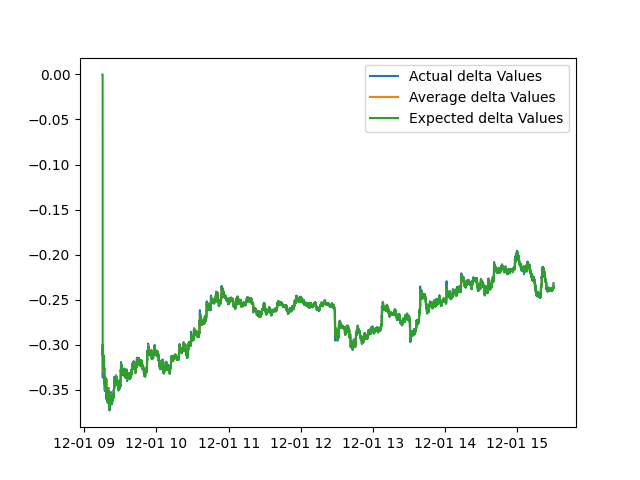 Actual delta Values
Average delta Values
Expected delta Values
0.00
−0.05
−0.10
−0.15
−0.20
−0.25
−0.30
−0.35
12-01 09 12-01 10 12-01 11 12-01 12 12-01 13 12-01 14 12-01 15